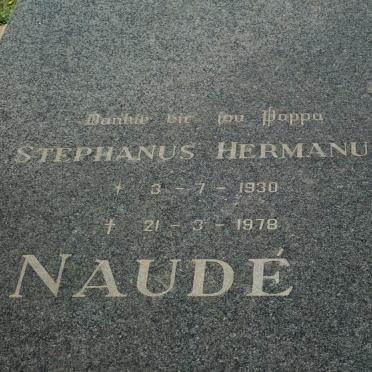 Dankie vir jou Pappa
STEPHANUS HERMANU
* 3 - 7 - 1930
† 21 - 3 - 1978
NAUDÉ